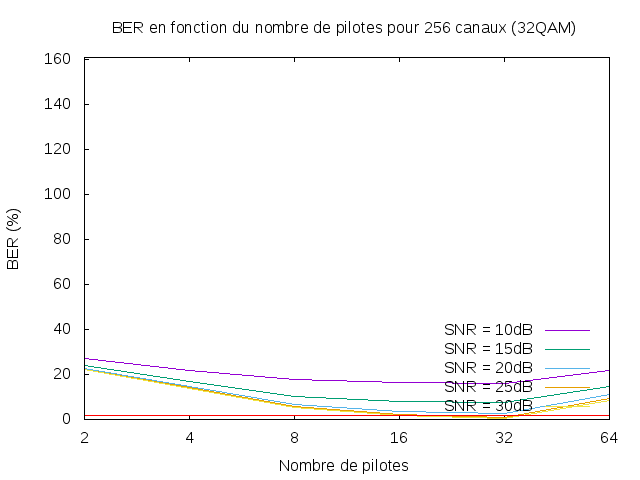 BER en fonction du nombre de pilotes pour 256 canaux (32QAM)
160
140
120
100
80
60
40
20
0
BER (%)
SNR = 10dB
SNR = 15dB
SNR = 20dB
SNR = 25dB
SNR = 30dB
2 4 8 16 32 64
Nombre de pilotes